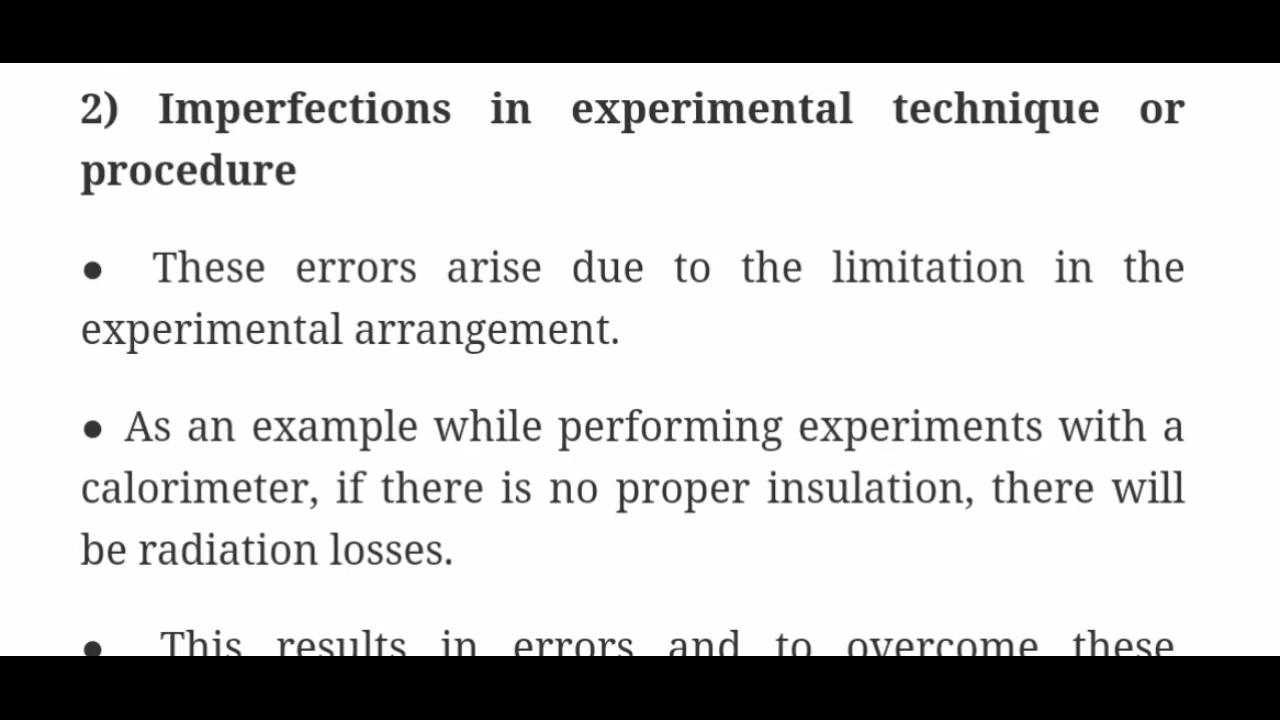 2) Imperfections in experimental technique or
procedure
● These errors arise due to the limitation in the
experimental arrangement.
● As an example while performing experiments with a
calorimeter, if there is no proper insulation, there will
be radiation losses.
● This results in errors and to overcome these